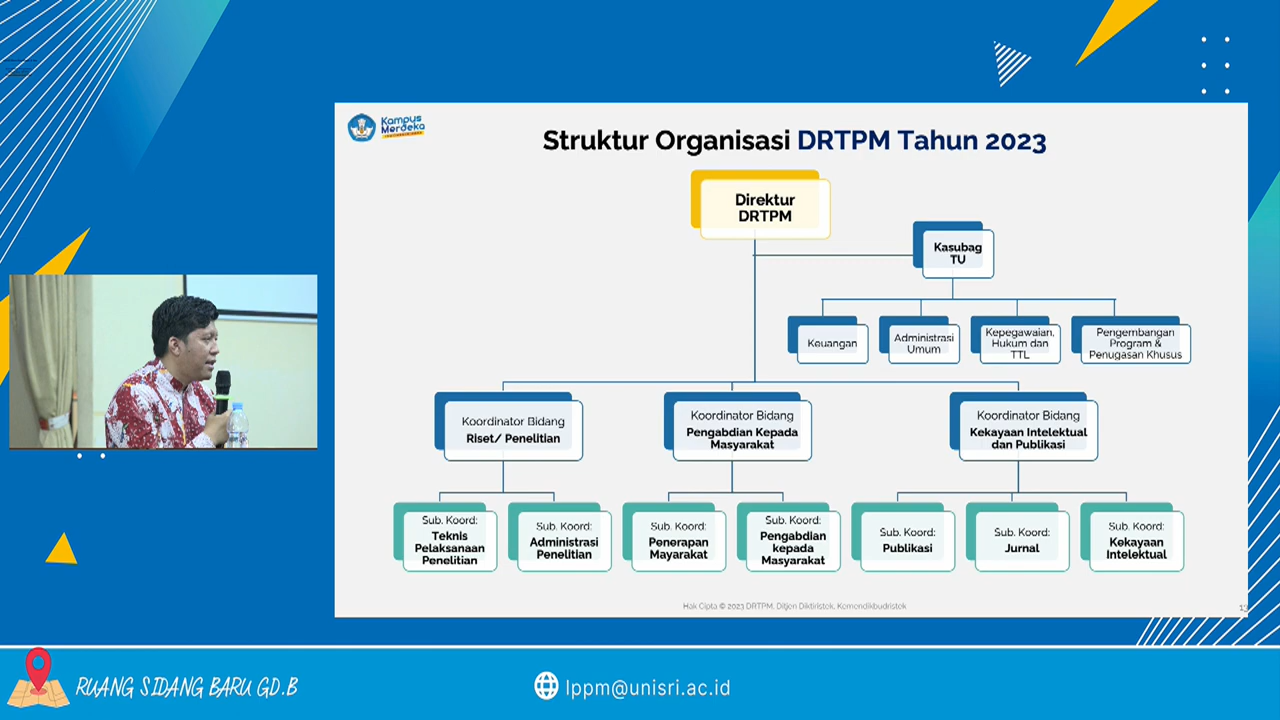 Kampus
Merdeka
Struktur Organisasi DRTPM Tahun 2023
Direktur
DRTPM
Kasubag
TU
Keuangan
Administrasi
Umum
Kepegawaian,
Hukum dan
TTL
Pengembangan
Program &
Penugasan Khusus
Koordinator Bidang
Riset/ Penelitian
Koordinator Bidang
Pengabdian Kepada
Masyarakat
Koordinator Bidang
Kekayaan Intelektual
dan Publikasi
Sub. Koord:
Teknis
Pelaksanaan
Penelitian
Sub. Koord:
Administrasi
Penelitian
Sub. Koord:
Penerapan
Mayarakat
Sub. Koord:
Pengabdian
kepada
Masyarakat
Sub. Koord:
Publikasi
Sub. Koord:
Jurnal
Sub. Koord:
Kekayaan
Intelektual
Hak Cipta © 2023 DRTPM, Ditjen Diktiristek, Kemendikbudristek
RUANG SIDANG BARU GD.B
lppm@unisri.ac.id